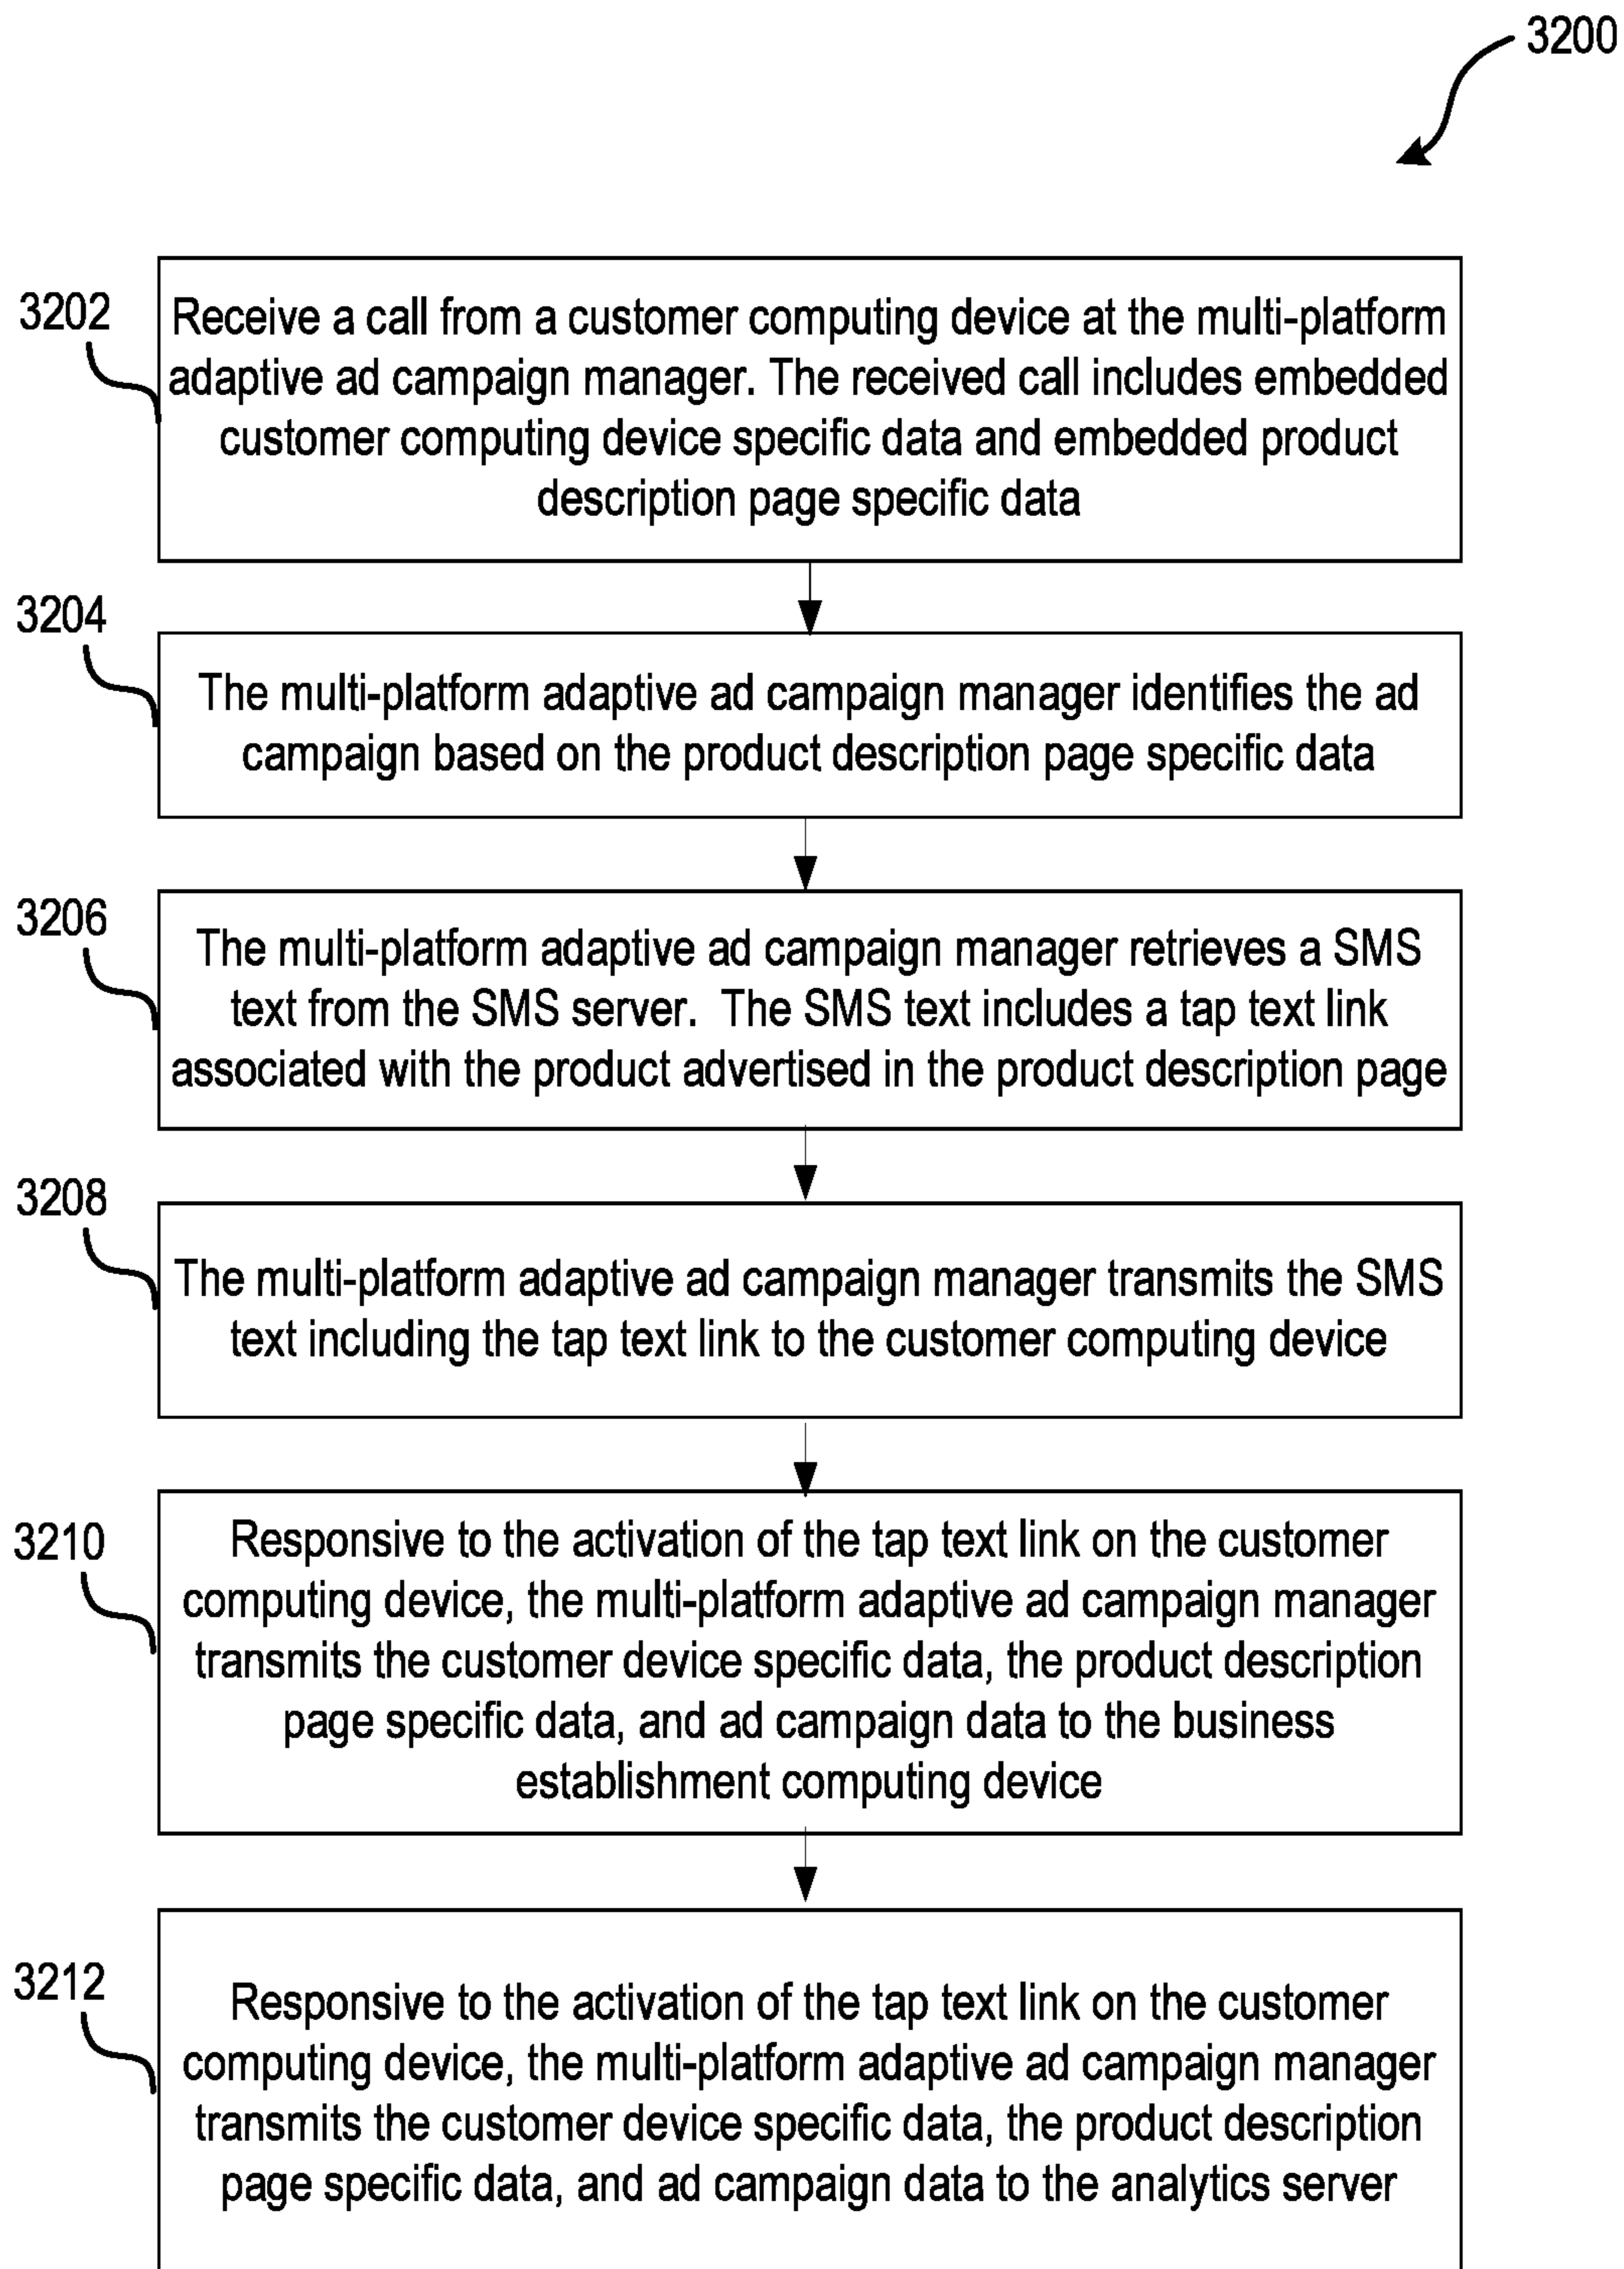 3200
3202
Receive a call from a customer computing device at the multi-platform
adaptive ad campaign manager. The received call includes embedded
customer computing device specific data and embedded product
description page specific data
3204
The multi-platform adaptive ad campaign manager identifies the ad
campaign based on the product description page specific data
3206
The multi-platform adaptive ad campaign manager retrieves a SMS
text from the SMS server.  The SMS text includes a tap text link
associated with the product advertised in the product description page
3208
The multi-platform adaptive ad campaign manager transmits the SMS
text including the tap text link to the customer computing device
3210
Responsive to the activation of the tap text link on the customer
computing device, the multi-platform adaptive ad campaign manager
transmits the customer device specific data, the product description
page specific data, and ad campaign data to the business
establishment computing device
3212
Responsive to the activation of the tap text link on the customer
computing device, the multi-platform adaptive ad campaign manager
transmits the customer device specific data, the product description
page specific data, and ad campaign data to the analytics server